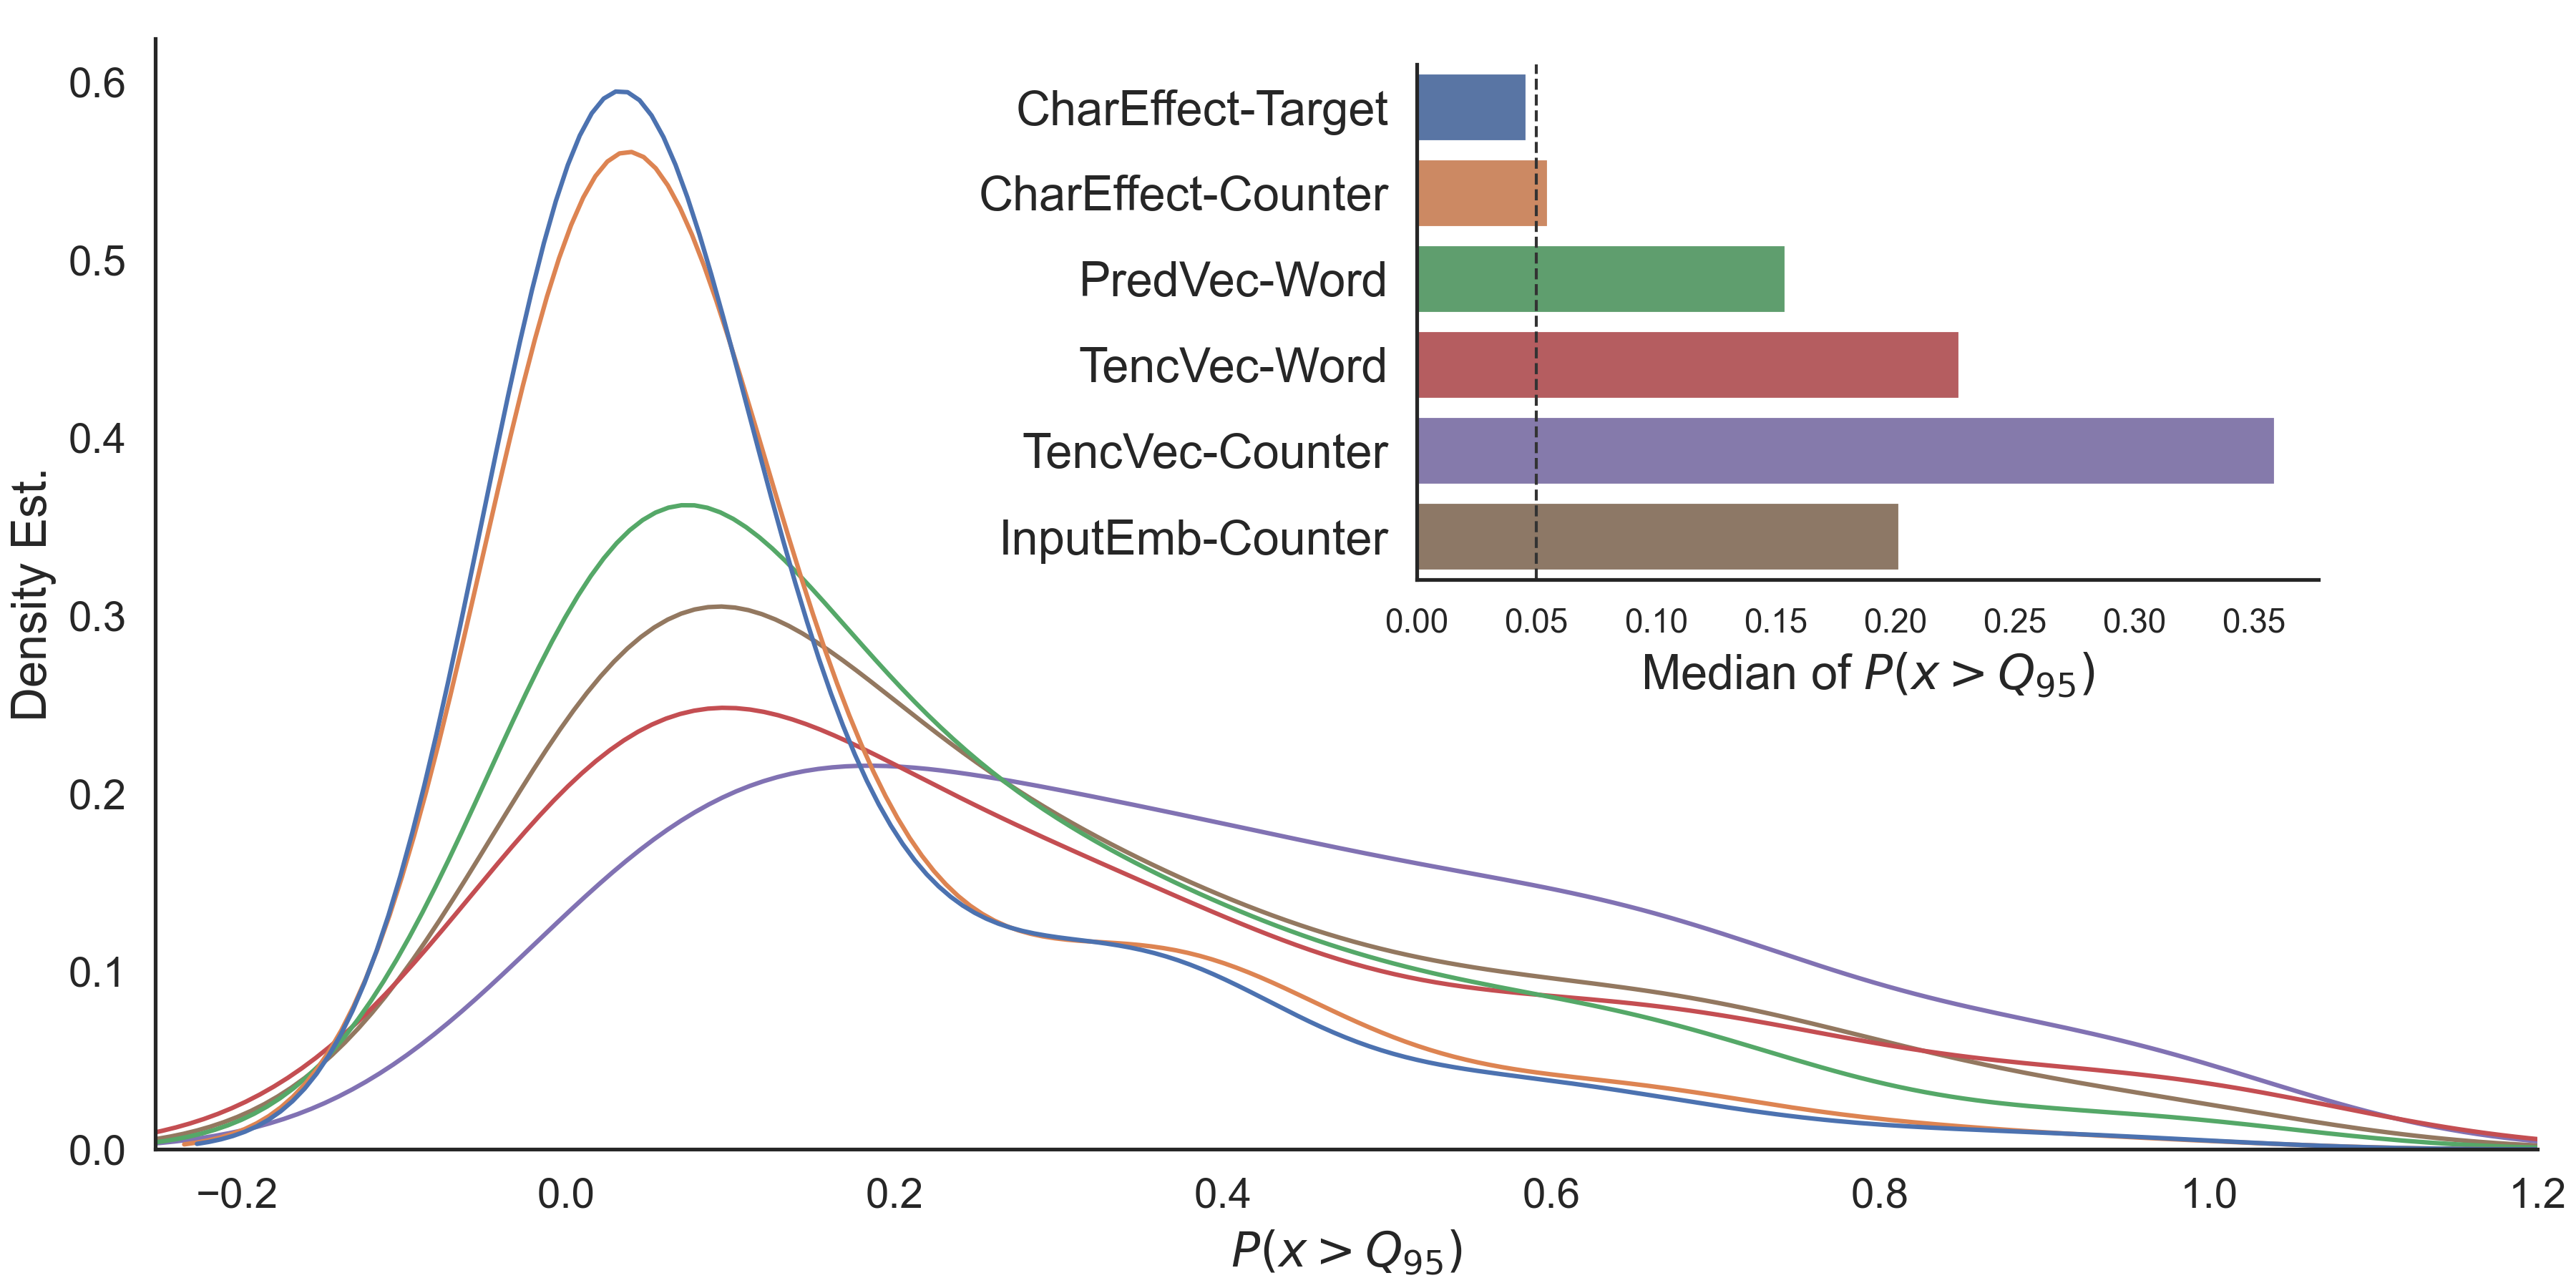 0.6
0.5
0.4
0.3
0.2
0.1
0.0
Density Est.
−0.2 0.0 0.2 0.4 0.6 0.8 1.0 1.2
P(x > Q95)
CharEffect-Target
CharEffect-Counter
PredVec-Word
TencVec-Word
TencVec-Counter
InputEmb-Counter
0.00 0.05 0.10 0.15 0.20 0.25 0.30 0.35
Median of P(x > Q95)